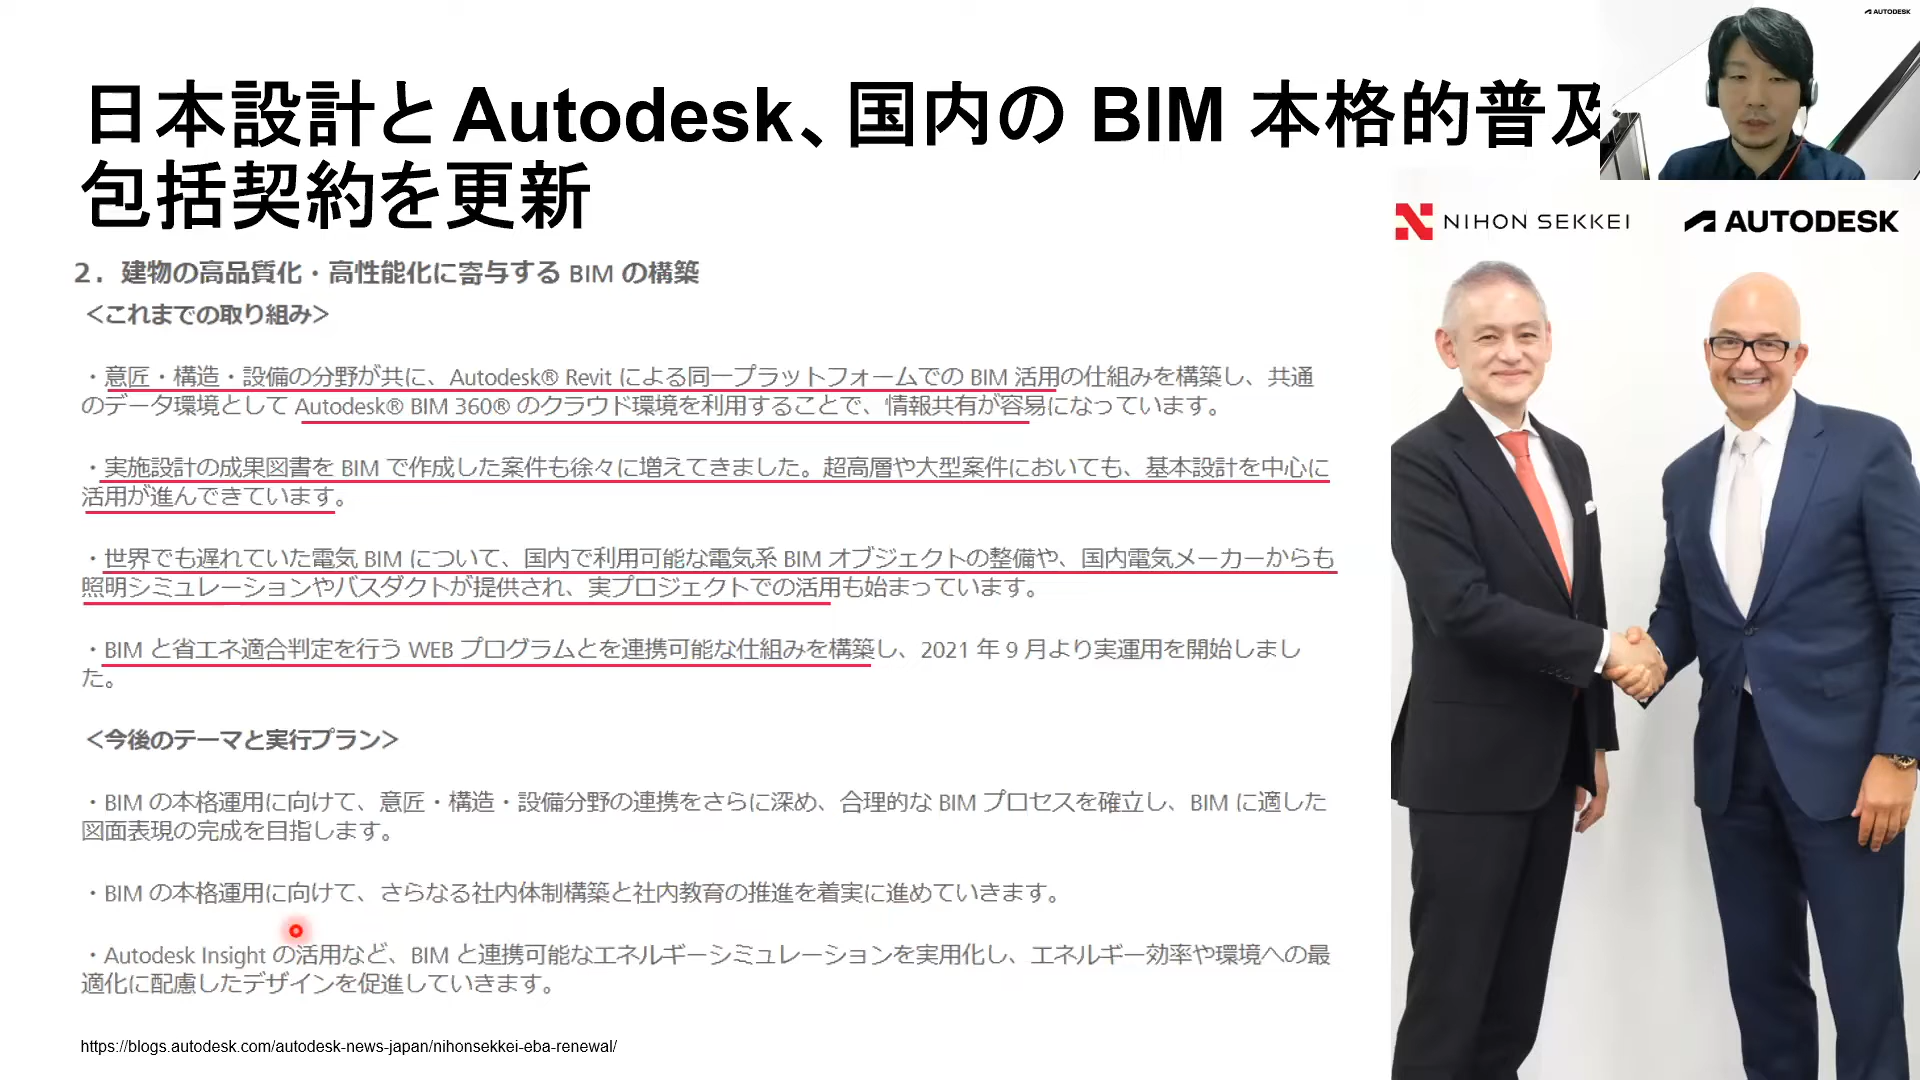 AUTODESK
日本設計と Autodesk、国内の BIM 本格的普及
包括契約を更新
NIHON SEKKEI AUTODESK
2．建物の高品質化・高性能化に寄与する BIM の構築
＜これまでの取り組み＞
・意匠・構造・設備の分野が共に、Autodesk® Revit による同一プラットフォームでの BIM 活用の仕組みを構築し、共通
のデータ環境として Autodesk® BIM 360® のクラウド環境を利用することで、情報共有が容易になっています。
・実施設計の成果図書を BIM で作成した案件も徐々に増えてきました。超高層や大型案件においても、基本設計を中心に
活用が進んできています。
・世界でも遅れていた電気 BIM について、国内で利用可能な電気系 BIM オブジェクトの整備や、国内電気メーカーからも
照明シミュレーションやバスダクトが提供され、実プロジェクトでの活用も始まっています。
・BIM と省エネ適合判定を行う WEB プログラムとを連携可能な仕組みを構築し、2021 年 9 月より実運用を開始しまし
た。
＜今後のテーマと実行プラン＞
・BIM の本格運用に向けて、意匠・構造・設備分野の連携をさらに深め、合理的な BIM プロセスを確立し、BIM に適した
図面表現の完成を目指します。
・BIM の本格運用に向けて、さらなる社内体制構築と社内教育の推進を着実に進めていきます。
・Autodesk Insight の活用など、BIM と連携可能なエネルギーシミュレーションを実用化し、エネルギー効率や環境への最
適化に配慮したデザインを促進していきます。
https://blogs.autodesk.com/autodesk-news-japan/nihonsekkei-eba-renewal/